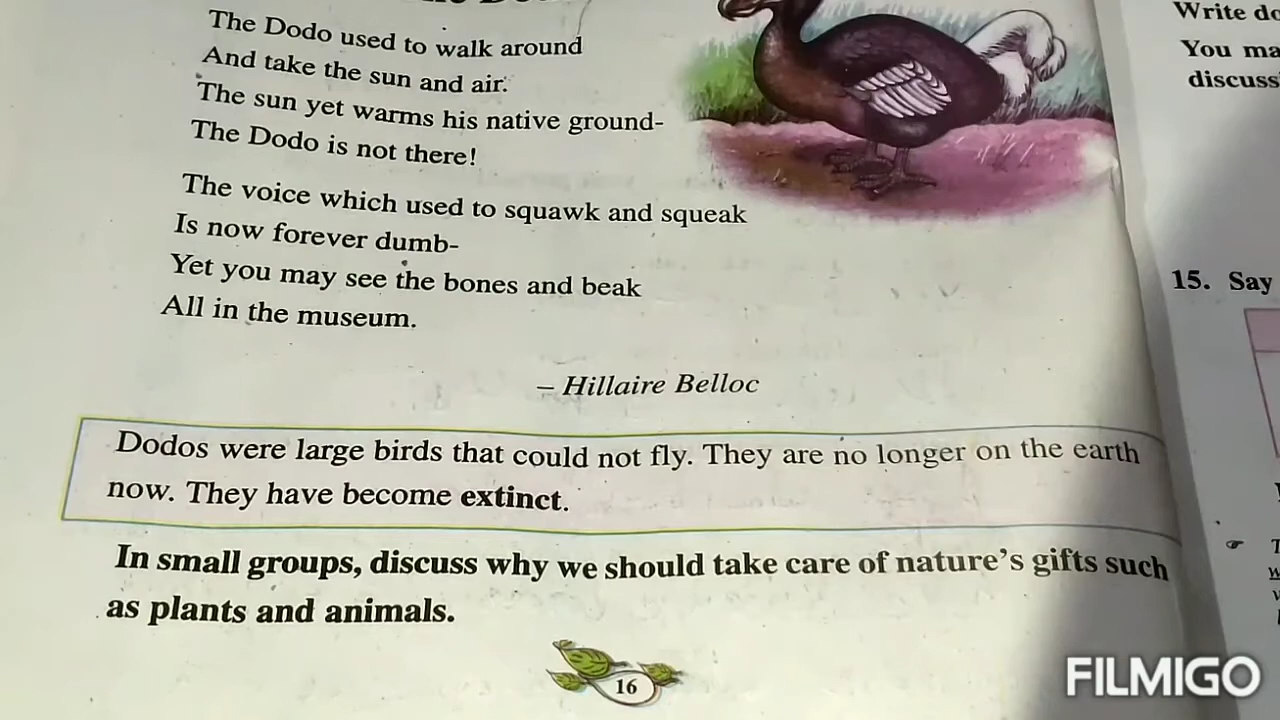 The Dodo used to walk around
And take the sun and air.
The sun yet warms his native ground-
The Dodo is not there!
The voice which used to squawk and squeak
Is now forever dumb-
Yet you may see the bones and beak
All in the museum.
– Hillaire Belloc
Dodos were large birds that could not fly. They are no longer on the earth
now. They have become extinct.
In small groups, discuss why we should take care of nature's gifts such
as plants and animals.
16
Write
You
discuss
15. Say
FILMIGO